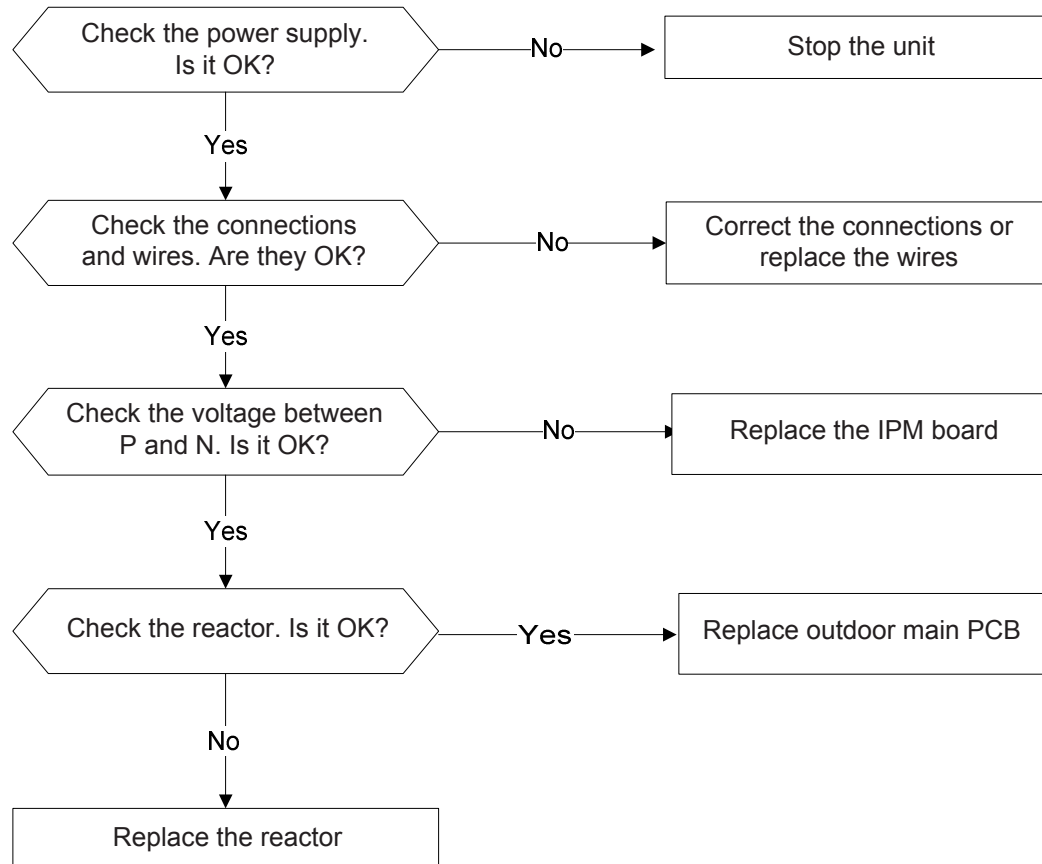 Check the power supply.
Is it OK?
No
Stop the unit
Yes
Check the connections
and wires. Are they OK?
No
Correct the connections or
replace the wires
Yes
Check the voltage between
P and N. Is it OK?
No
Replace the IPM board
Yes
Check the reactor. Is it OK?
Yes
Replace outdoor main PCB
No
Replace the reactor